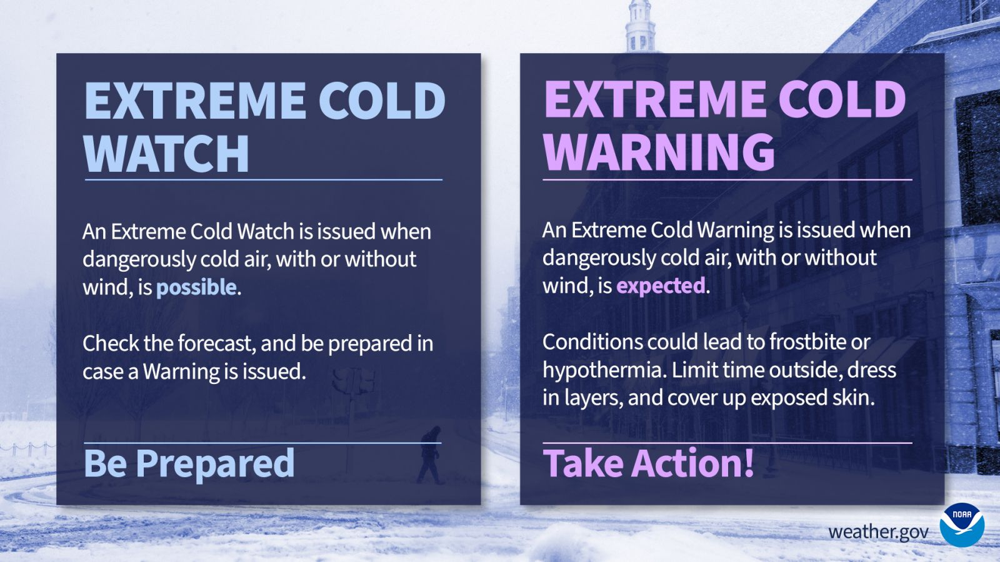 EXTREME COLD
WATCH
An Extreme Cold Watch is issued when
dangerously cold air, with or without
wind, is possible.
Check the forecast, and be prepared in
case a Warning is issued.
Be Prepared
EXTREME COLD
WARNING
An Extreme Cold Warning is issued when
dangerously cold air, with or without
wind, is expected.
Conditions could lead to frostbite or
hypothermia. Limit time outside, dress
in layers, and cover up exposed skin.
Take Action!
weather.gov
NOAA